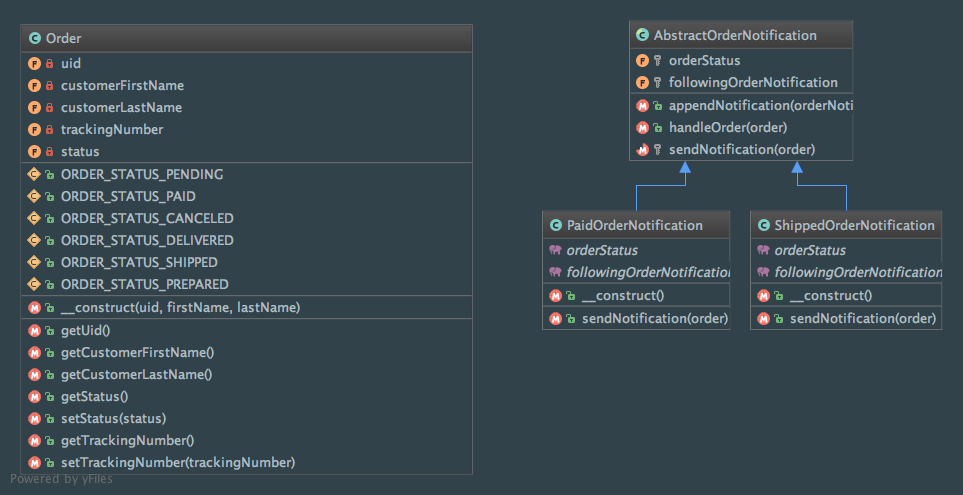 Order
uid
customerFirstName
customerLastName
trackingNumber
status
ORDER_STATUS_PENDING
ORDER_STATUS_PAID
ORDER_STATUS_CANCELED
ORDER_STATUS_DELIVERED
ORDER_STATUS_SHIPPED
ORDER_STATUS_PREPARED
__construct(uid, firstName, lastName)
getUid()
getCustomerFirstName()
getCustomerLastName()
getStatus()
setStatus(status)
getTrackingNumber()
setTrackingNumber(trackingNumber)
Powered by yFiles
AbstractOrderNotification
orderStatus
followingOrderNotification
appendNotification(orderNoti
handleOrder(order)
sendNotification(order)
PaidOrderNotification
orderStatus
followingOrderNotification
__construct()
sendNotification(order)
ShippedOrderNotification
orderStatus
followingOrderNotification
__construct()
sendNotification(order)